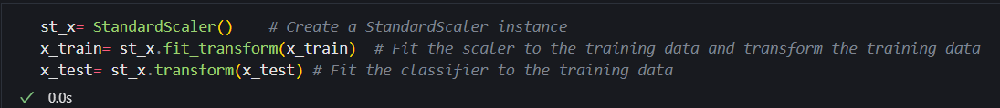 st_x= StandardScaler()    # Create a StandardScaler instance
x_train= st_x.fit_transform(x_train)  # Fit the scaler to the training data and transform the training data
x_test= st_x.transform(x_test) # Fit the classifier to the training data
✓ 0.0s